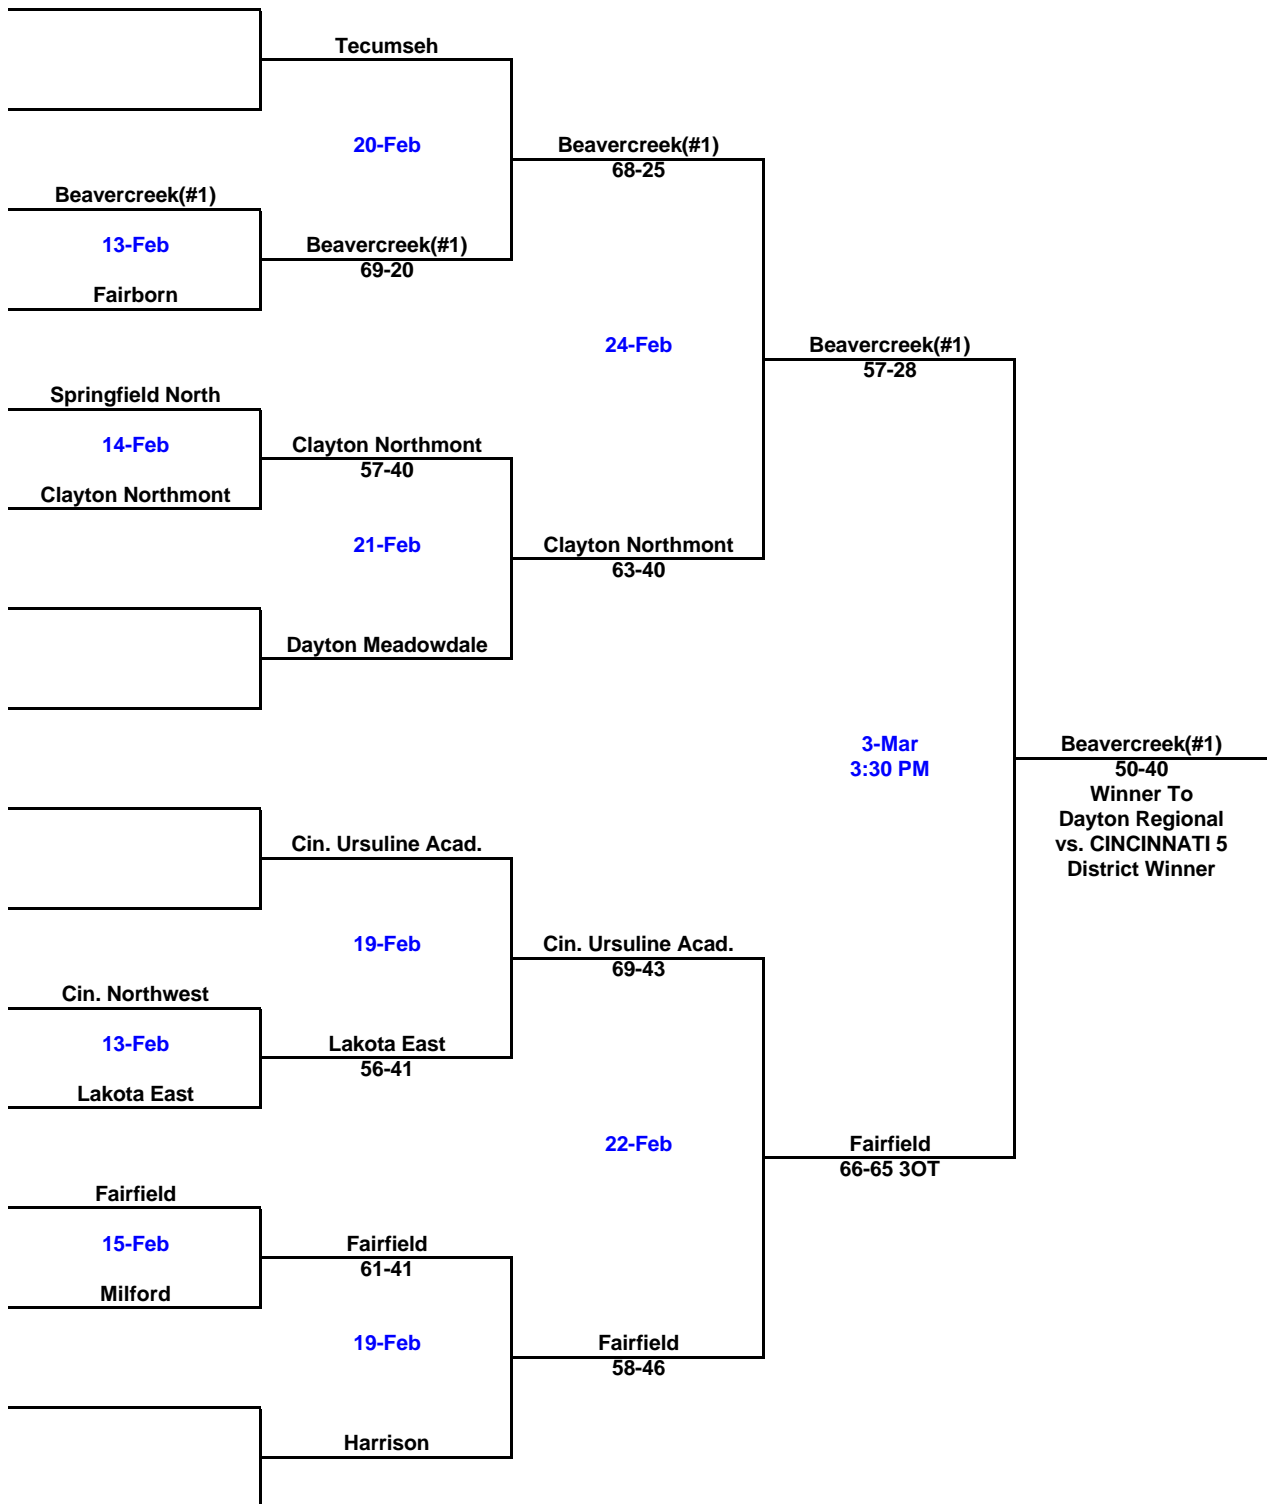 Tecumseh
20-Feb
Beavercreek(#1)
68-25
Beavercreek(#1)
13-Feb
Beavercreek(#1)
69-20
Fairborn
24-Feb
Beavercreek(#1)
57-28
Springfield North
14-Feb
Clayton Northmont
57-40
Clayton Northmont
21-Feb
Clayton Northmont
63-40
Dayton Meadowdale
3-Mar
3:30 PM
Beavercreek(#1)
50-40
Winner To
Dayton Regional
vs. CINCINNATI 5
District Winner
Cin. Ursuline Acad.
19-Feb
Cin. Ursuline Acad.
69-43
Cin. Northwest
13-Feb
Lakota East
56-41
Lakota East
22-Feb
Fairfield
66-65 3OT
Fairfield
15-Feb
Fairfield
61-41
Milford
19-Feb
Fairfield
58-46
Harrison